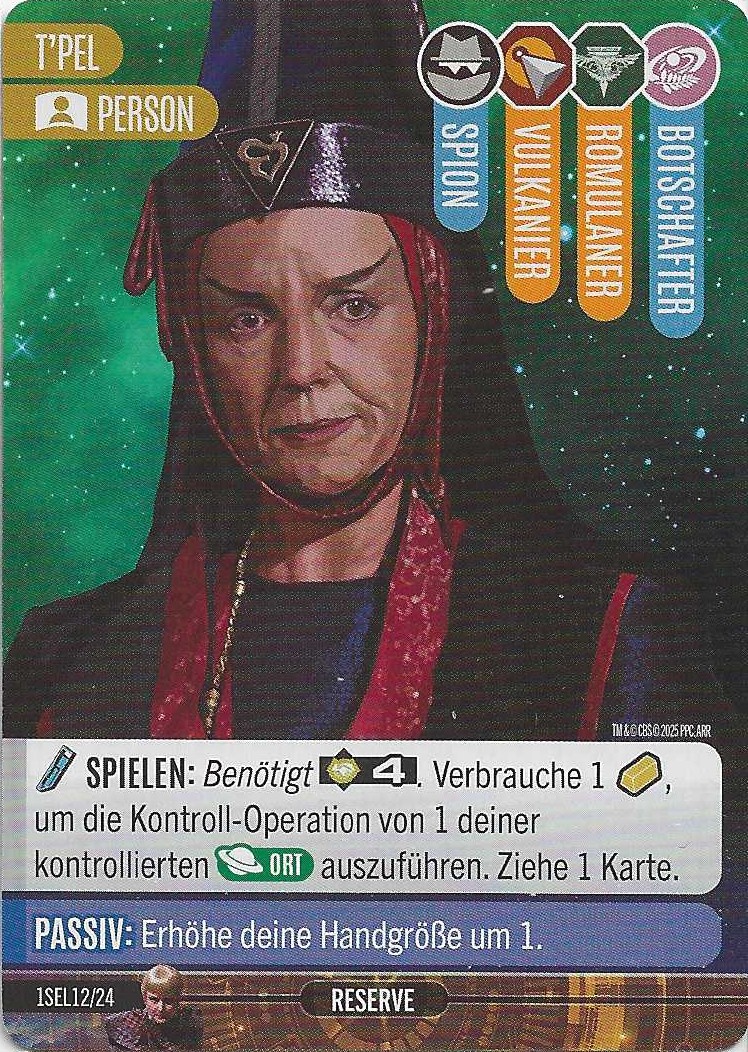 T'PEL
PERSON
SPION
VULKANIER
ROMULANER
BOTSCHAFTER
TM & © CBS © 2025 PPC. ARR
SPIELEN: Benötigt 4. Verbrauche 1 ,
um die Kontroll-Operation von 1 deiner
kontrollierten ORT auszuführen. Ziehe 1 Karte.
PASSIV: Erhöhe deine Handgröße um 1.
1SEL12/24
RESERVE